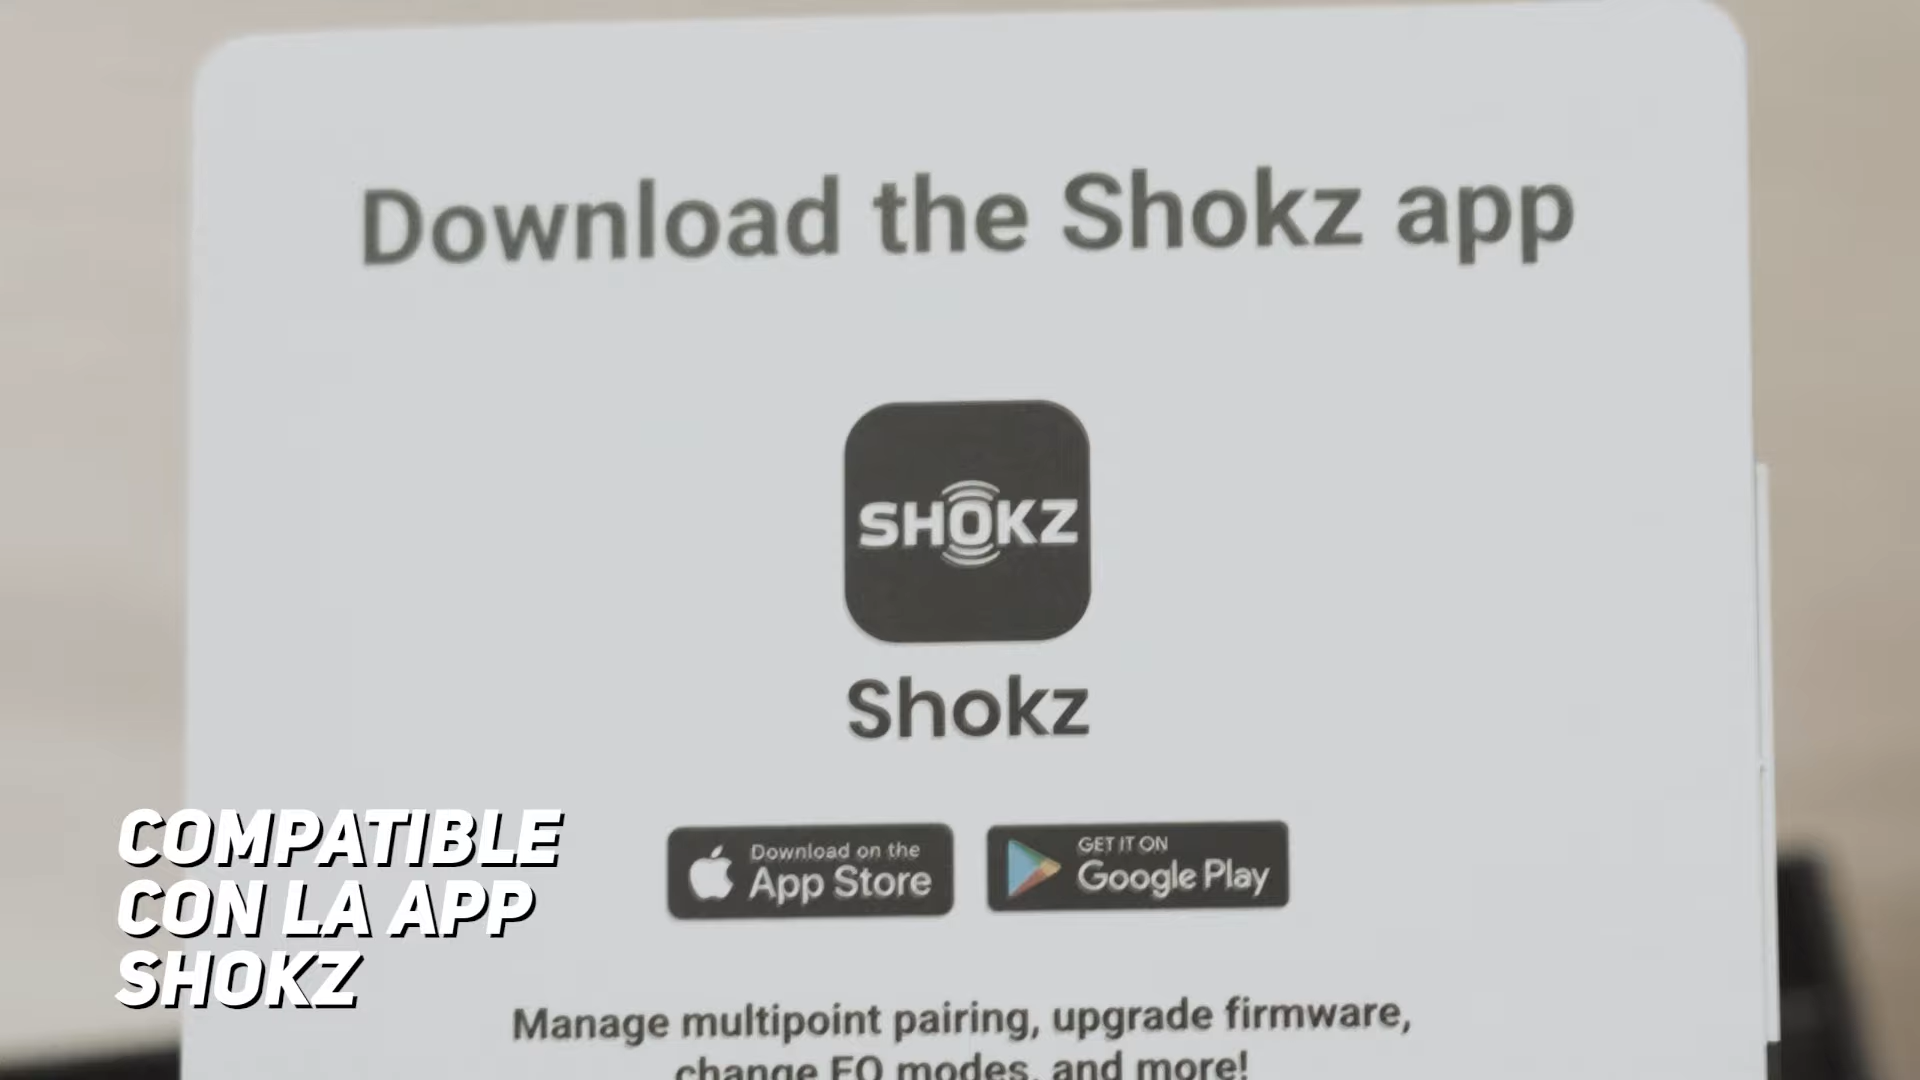 Download the Shokz app
SHOKZ
Shokz
Download on the
App Store
GET IT ON
Google Play
COMPATIBLE
CON LA APP
SHOKZ
Manage multipoint pairing, upgrade firmware,
change EQ modes, and more!